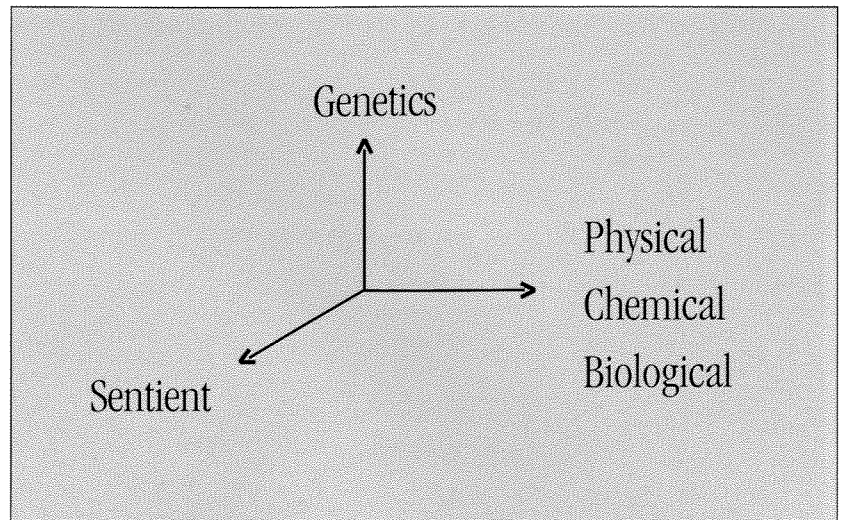 Genetics
Physical
Chemical
Biological
Sentient